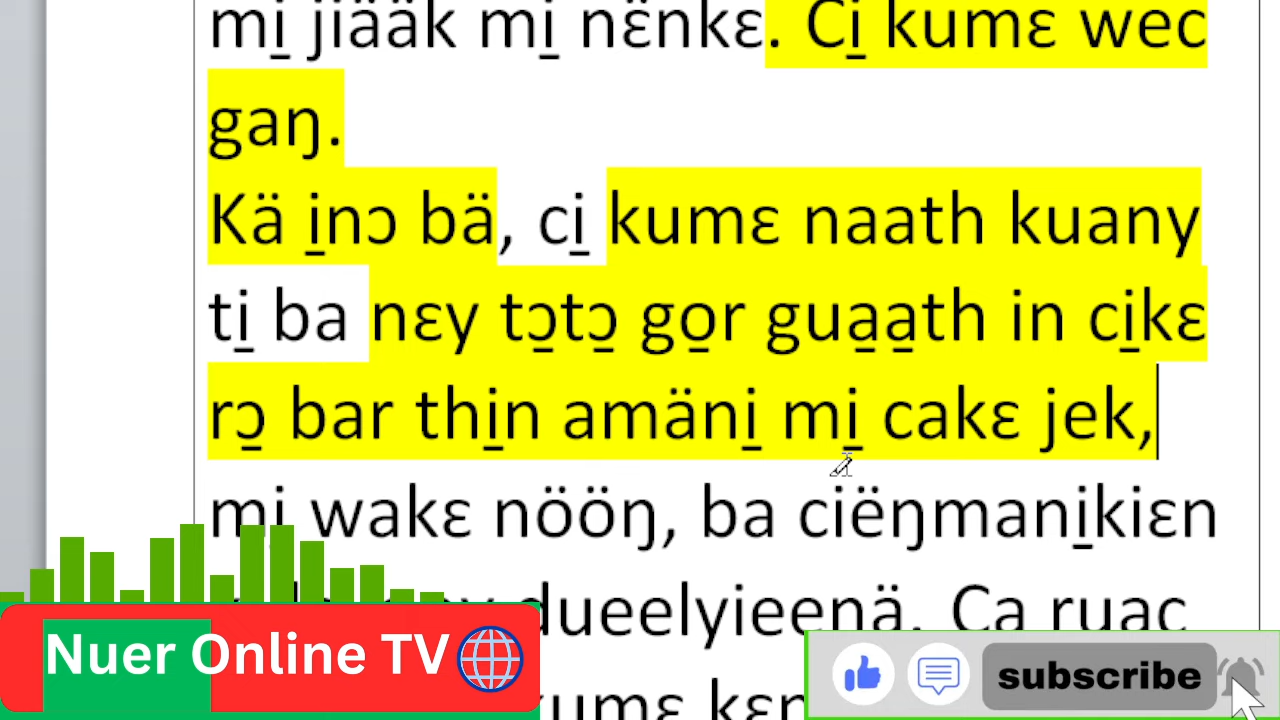 mi̱ jiääk mi̱ nɛ̈nkɛ. Ci̱ kumɛ wec
gaŋ.
Kä i̱nɔ bä, ci̱ kumɛ naath kuany
ti̱ ba nɛy tɔ̱tɔ̱ go̱r gua̱a̱th in ci̱kɛ
rɔ̱ bar thi̱n amäni̱ mi̱ cakɛ jek,
mi̱ wakɛ nööŋ, ba ciëŋmani̱kiɛn
dueelyieenä. Ca ruac
kumɛ
Nuer Online TV
subscribe